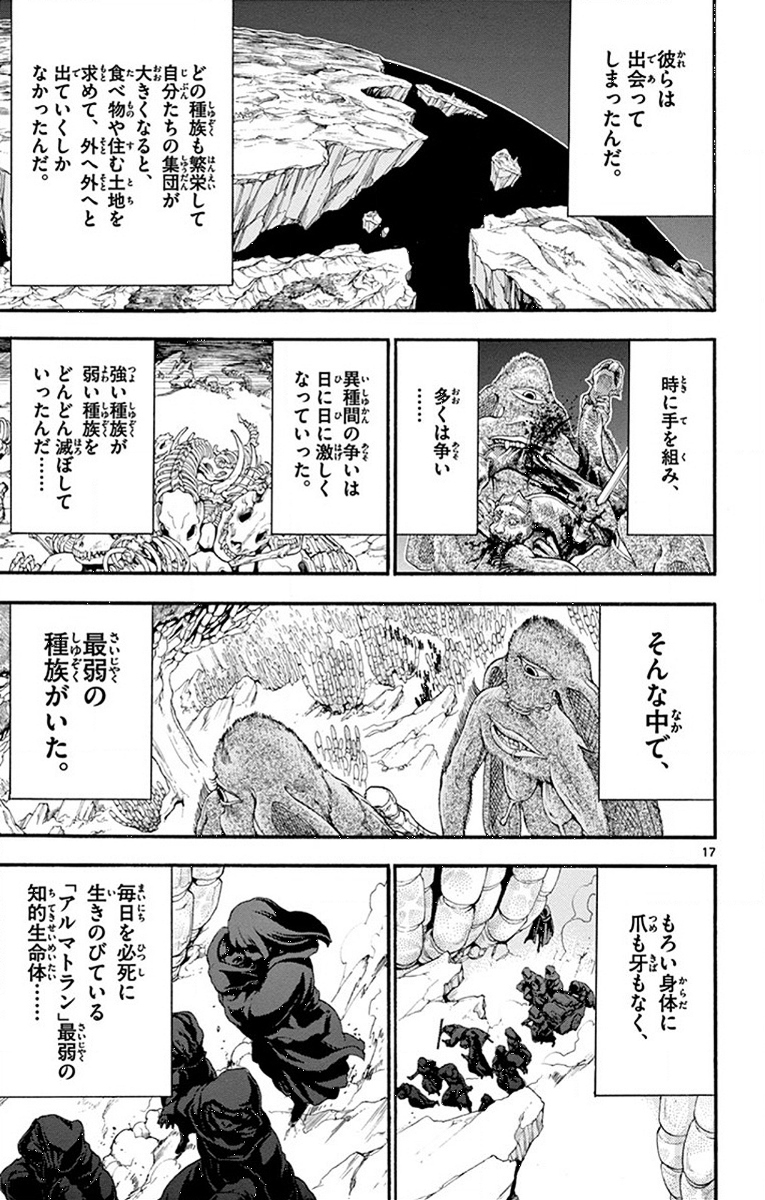 彼らは
出会って
しまったんだ。
どの種族も繁栄して
自分たちの集団が
大きくなると、
食べ物や住む土地を
求めて、外へ外へと
出ていくしか
なかったんだ。
時に手を組み、
多くは争い
……
異種間の争いは
日に日に激しく
なっていった。
強い種族が
弱い種族を
どんどん滅ぼして
いったんだ……
そんな中で、
最弱の
種族がいた。
17
もろい身体に
爪も牙もなく、
毎日を必死に
生きのびている
「アルマトラン」最弱の
知的生命体……